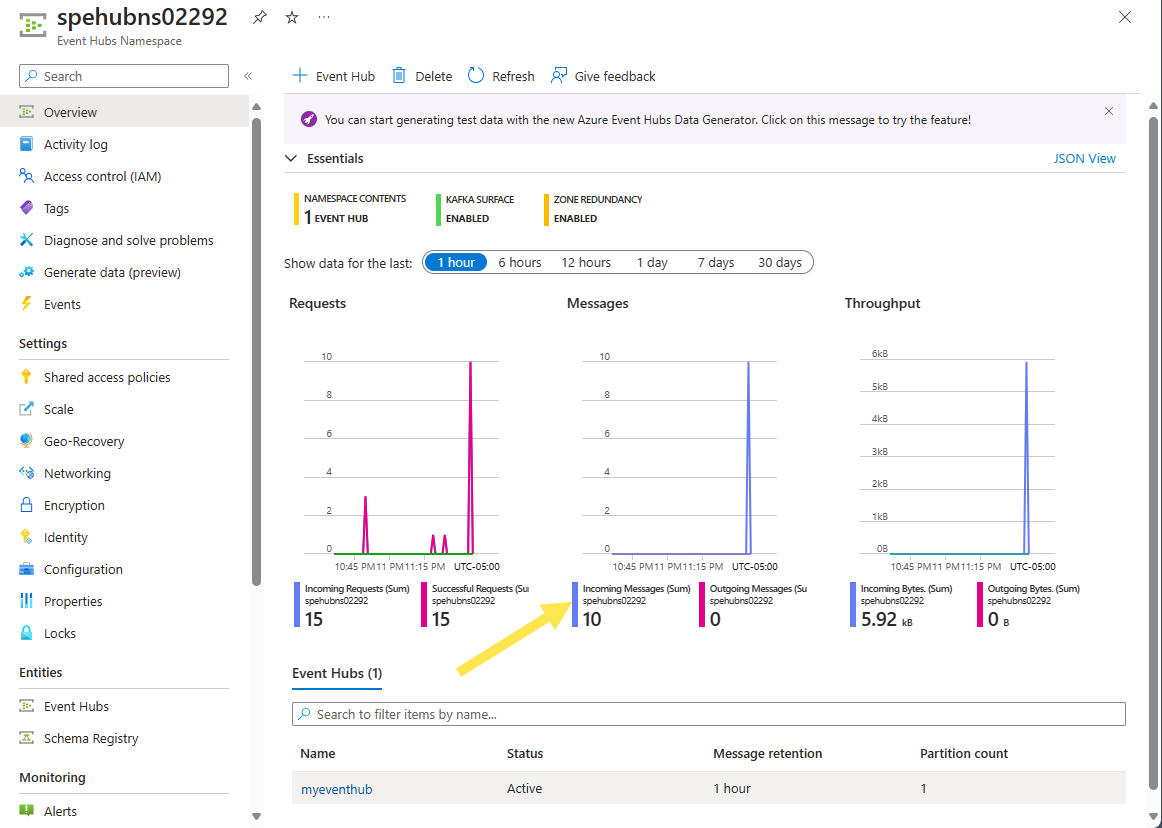 spehubns02292
Event Hubs Namespace
Search
Overview
Activity log
Access control (IAM)
Tags
Diagnose and solve problems
Generate data (preview)
Events
Settings
Shared access policies
Scale
Geo-Recovery
Networking
Encryption
Identity
Configuration
Properties
Locks
Entities
Event Hubs
Schema Registry
Monitoring
Alerts
Event Hub Delete Refresh Give feedback
You can start generating test data with the new Azure Event Hubs Data Generator. Click on this message to try the feature!
Essentials JSON View
NAMESPACE CONTENTS
1 EVENT HUB
KAFKA SURFACE
ENABLED
ZONE REDUNDANCY
ENABLED
Show data for the last: 1 hour 6 hours 12 hours 1 day 7 days 30 days
Requests
10
8
6
4
2
0
10:45 PM 11 PM 11:15 PM UTC-05:00
Incoming Requests (Sum)
spehubns02292
15
Successful Requests (Su
spehubns02292
15
Messages
10
8
6
4
2
0
10:45 PM 11 PM 11:15 PM UTC-05:00
Incoming Messages (Sum)
spehubns02292
10
Outgoing Messages (Su
spehubns02292
0
Throughput
6kB
5kB
4kB
3kB
2kB
1kB
0B
10:45 PM 11 PM 11:15 PM UTC-05:00
Incoming Bytes. (Sum)
spehubns02292
5.92 kB
Outgoing Bytes. (Sum)
spehubns02292
0 B
Event Hubs (1)
Search to filter items by name...
Name Status Message retention Partition count
myeventhub Active 1 hour 1